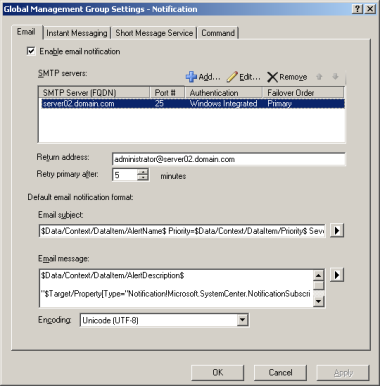 Global Management Group Settings - Notification
Email Instant Messaging Short Message Service Command
Enable email notification
SMTP servers: Add... Edit... Remove
SMTP Server (FQDN) Port # Authentication Failover Order
server02.domain.com 25 Windows Integrated Primary
Return address: administrator@server02.domain.com
Retry primary after: 5 minutes
Default email notification format:
Email subject:
$Data/Context/DataItem/AlertName$ Priority=$Data/Context/DataItem/Priority$ Seve
Email message:
$Data/Context/DataItem/AlertDescription$
"$Target/Property[Type="Notification!Microsoft.SystemCenter.NotificationSubscri
Encoding: Unicode (UTF-8)
OK Cancel Apply